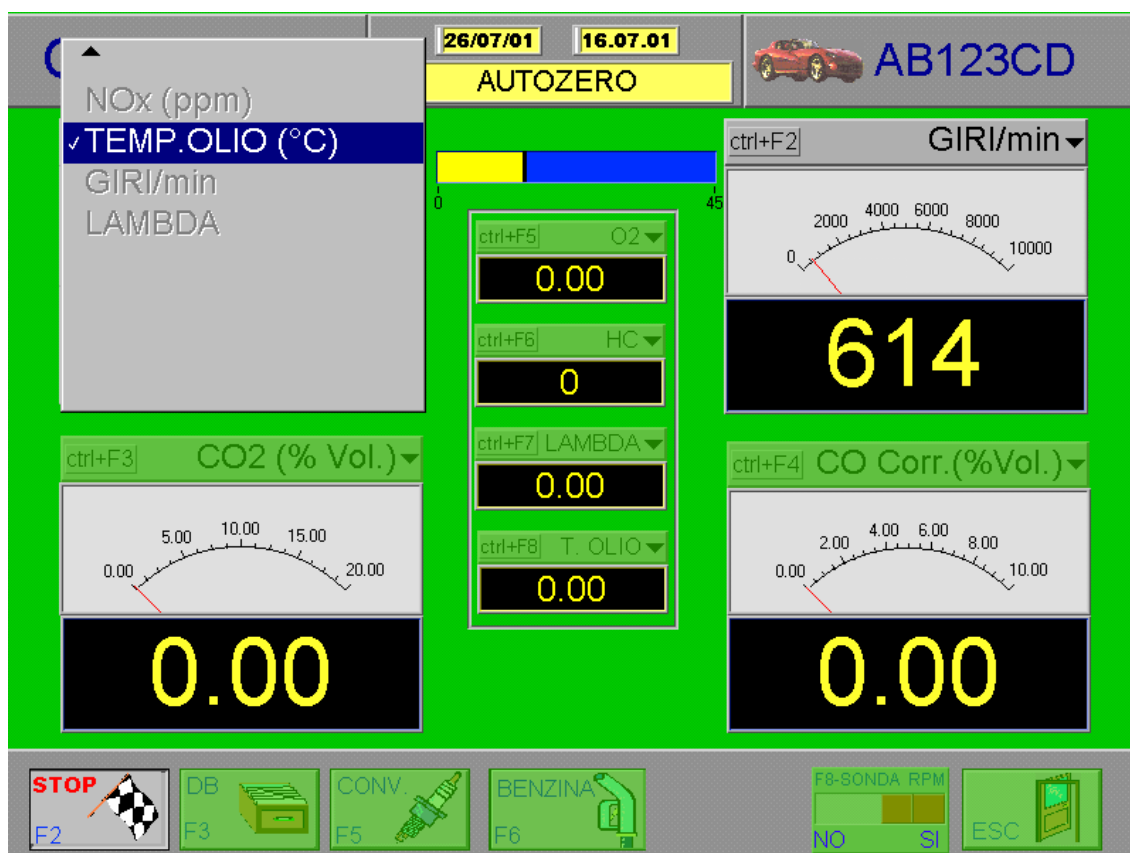 26/07/01 16.07.01
AUTOZERO
AB123CD
NOx (ppm)
✓TEMP.OLIO (°C)
GIRI/min
LAMBDA
0 45
ctrl+F2 GIRI/min
0 2000 4000 6000 8000 10000
614
ctrl+F5 O2
0.00
ctrl+F6 HC
0
ctrl+F7 LAMBDA
0.00
ctrl+F8 T. OLIO
0.00
ctrl+F3 CO2 (% Vol.)
0.00 5.00 10.00 15.00 20.00
0.00
ctrl+F4 CO Corr.(%Vol.)
0.00 2.00 4.00 6.00 8.00 10.00
0.00
STOP
F2
DB
F3
CONV.
F5
BENZINA
F6
F8-SONDA RPM
NO SI
ESC